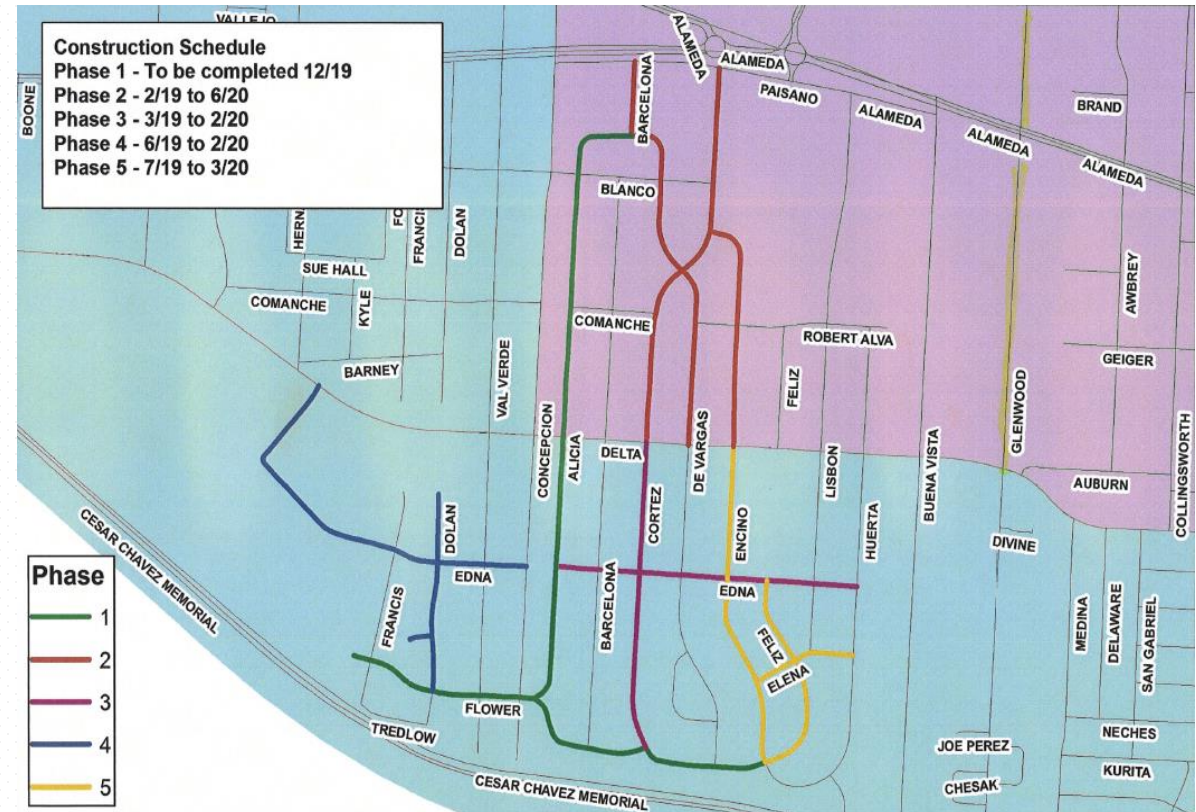 VALLEJO
Construction Schedule
Phase 1 - To be completed 12/19
Phase 2 - 2/19 to 6/20
Phase 3 - 3/19 to 2/20
Phase 4 - 6/19 to 2/20
Phase 5 - 7/19 to 3/20
BOONE
ALAMEDA
ALAMEDA
BARCELONA
PAISANO
ALAMEDA
BRAND
ALAMEDA
ALAMEDA
BLANCO
FRANCIS
DOLAN
SUE HALL
COMANCHE
KYLE
AWBREY
COMANCHE
ROBERT ALVA
GEIGER
BARNEY
VAL VERDE
FELIZ
GLENWOOD
CONCEPCION
ALICIA
DELTA
DE VARGAS
LISBON
BUENA VISTA
COLLINGSWORTH
AUBURN
CORTEZ
ENCINO
HUERTA
DIVINE
CESAR CHAVEZ MEMORIAL
DOLAN
EDNA
BARCELONA
EDNA
FRANCIS
FELIZ
ELENA
MEDINA
DELAWARE
SAN GABRIEL
FLOWER
TREDLOW
NECHES
JOE PEREZ
KURITA
CHESAK
CESAR CHAVEZ MEMORIAL
Phase
1
2
3
4
5